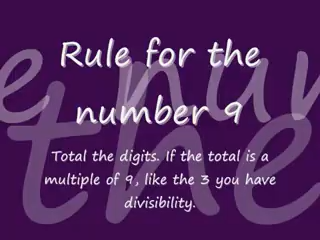 Rule for the
number 9
Total the digits. If the total is a
multiple of 9, like the 3 you have
divisibility.